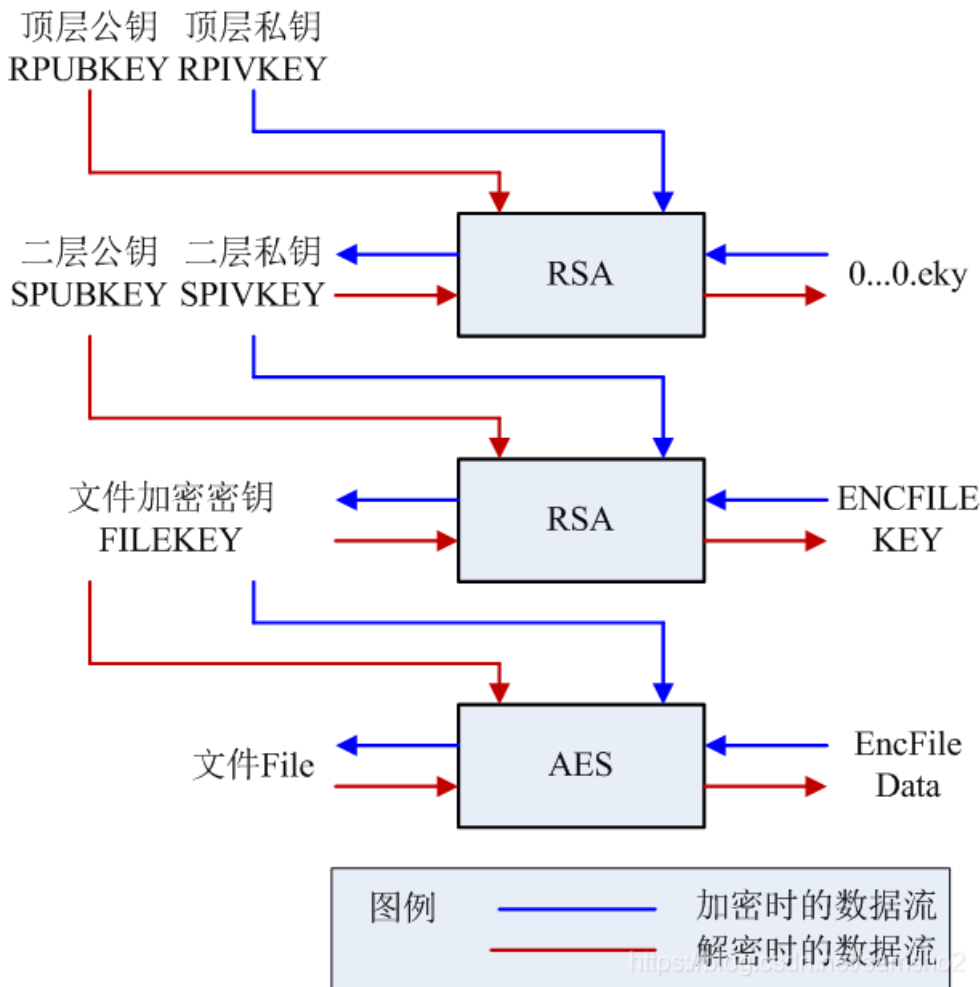 顶层公钥 顶层私钥
RPUBKEY RPIVKEY
二层公钥 二层私钥
SPUBKEY SPIVKEY
RSA
0...0.eky
文件加密密钥
FILEKEY
RSA
ENCFILE
KEY
文件File
AES
EncFile
Data
图例
加密时的数据流
解密时的数据流